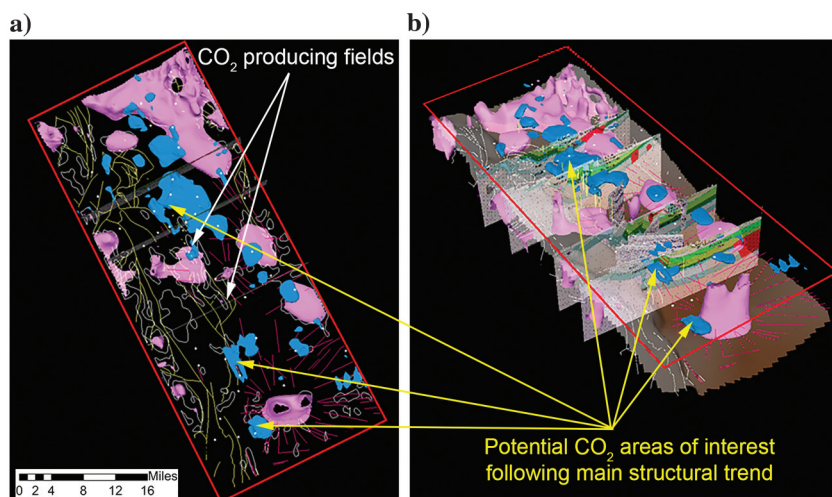 a)
b)
CO₂ producing fields
Miles
0 2 4 8 12 16
Potential CO₂ areas of interest
following main structural trend